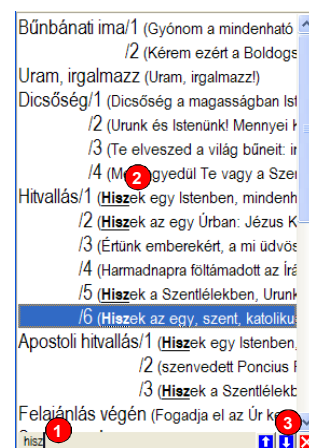 Bűnbánati ima/1 (Gyónom a mindenható
/2 (Kérem ezért a Boldogs
Uram, irgalmazz (Uram, irgalmazz!)
Dicsőség/1 (Dicsőség a magasságban Ist
/2 (Urunk és Istenünk! Mennyei K
/3 (Te elveszed a világ bűneit: ir
/4 ( egyedül Te vagy a Szen
2
Hitvallás/1 (Hiszek egy Istenben, mindenh
/2 (Hiszek az egy Úrban: Jézus K
/3 (Értünk emberekért, a mi üdvös
/4 (Harmadnapra föltámadott az Írá
/5 (Hiszek a Szentlélekben, Urunk
/6 (Hiszek az egy, szent, katoliku
Apostoli hitvallás/1 (Hiszek egy Istenben,
/2 (szenvedett Poncius P
/3 (Hiszek a Szentlélekb
Felajánlás végén (Fogadja el az Úr ke
1
3
hisz